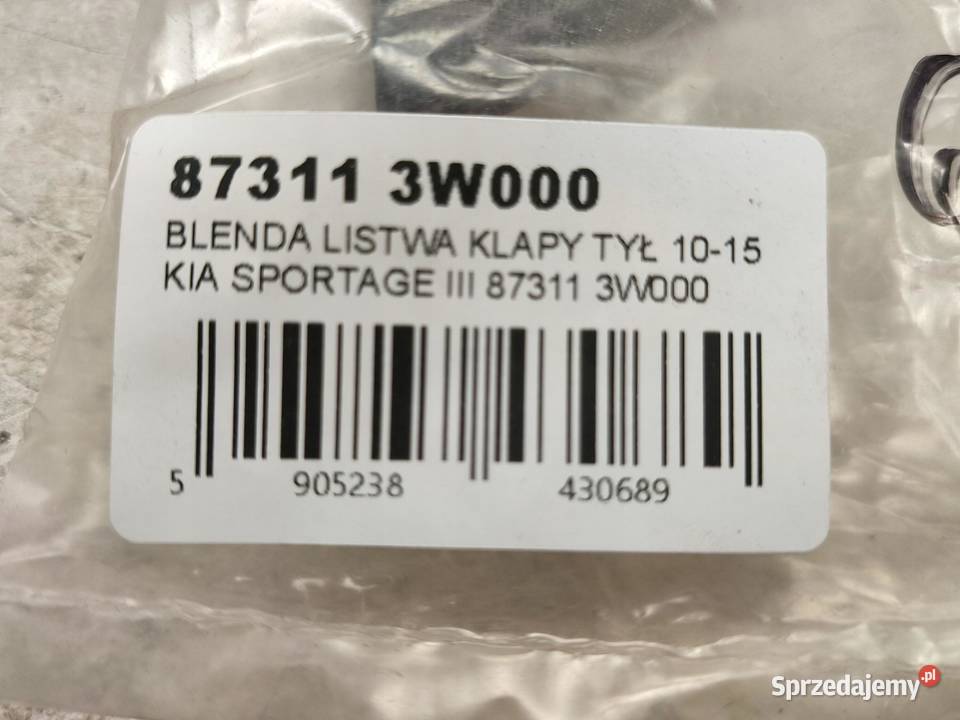 87311 3W000
BLENDA LISTWA KLAPY TYŁ 10-15
KIA SPORTAGE III 87311 3W000
5 905238 430689
Sprzedajemy.pl